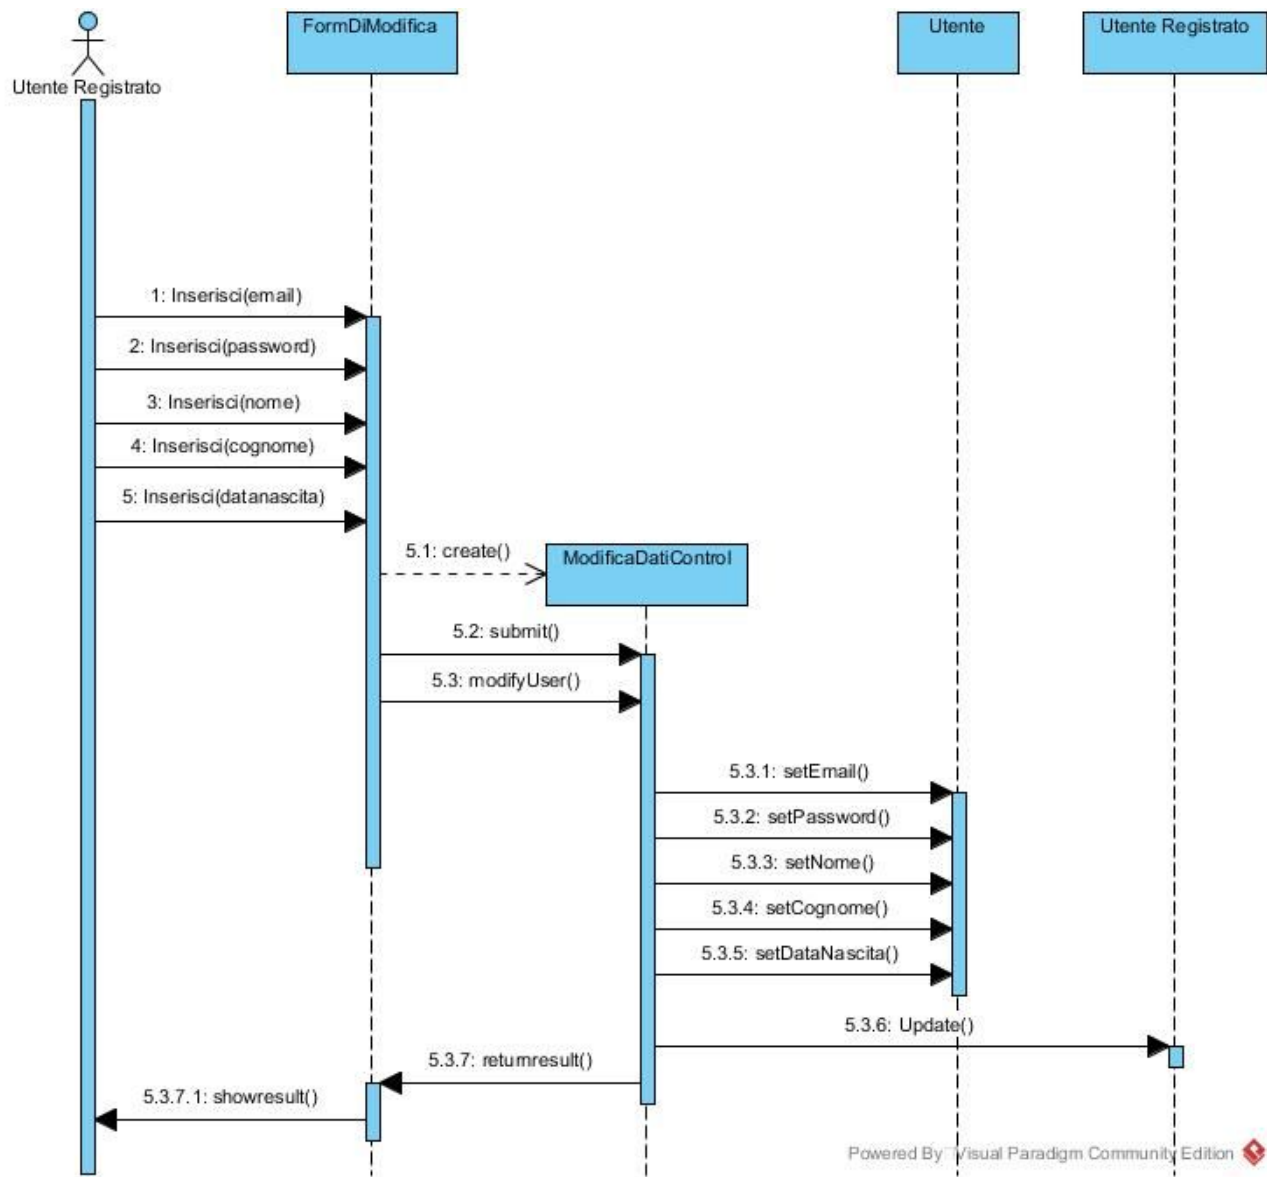 FormDiModifica
Utente
Utente Registrato
Utente Registrato
1: Inserisci(email)
2: Inserisci(password)
3: Inserisci(nome)
4: Inserisci(cognome)
5: Inserisci(datanascita)
5.1: create()
ModificaDatiControl
5.2: submit()
5.3: modifyUser()
5.3.1: setEmail()
5.3.2: setPassword()
5.3.3: setNome()
5.3.4: setCognome()
5.3.5: setDataNascita()
5.3.6: Update()
5.3.7: returnresult()
5.3.7.1: showresult()
Powered By Visual Paradigm Community Edition